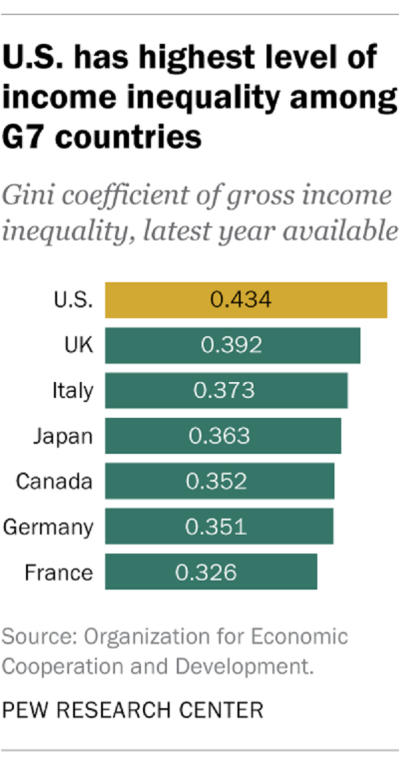 U.S. has highest level of
income inequality among
G7 countries
Gini coefficient of gross income
inequality, latest year available
U.S. 0.434
UK 0.392
Italy 0.373
Japan 0.363
Canada 0.352
Germany 0.351
France 0.326
Source: Organization for Economic
Cooperation and Development.
PEW RESEARCH CENTER